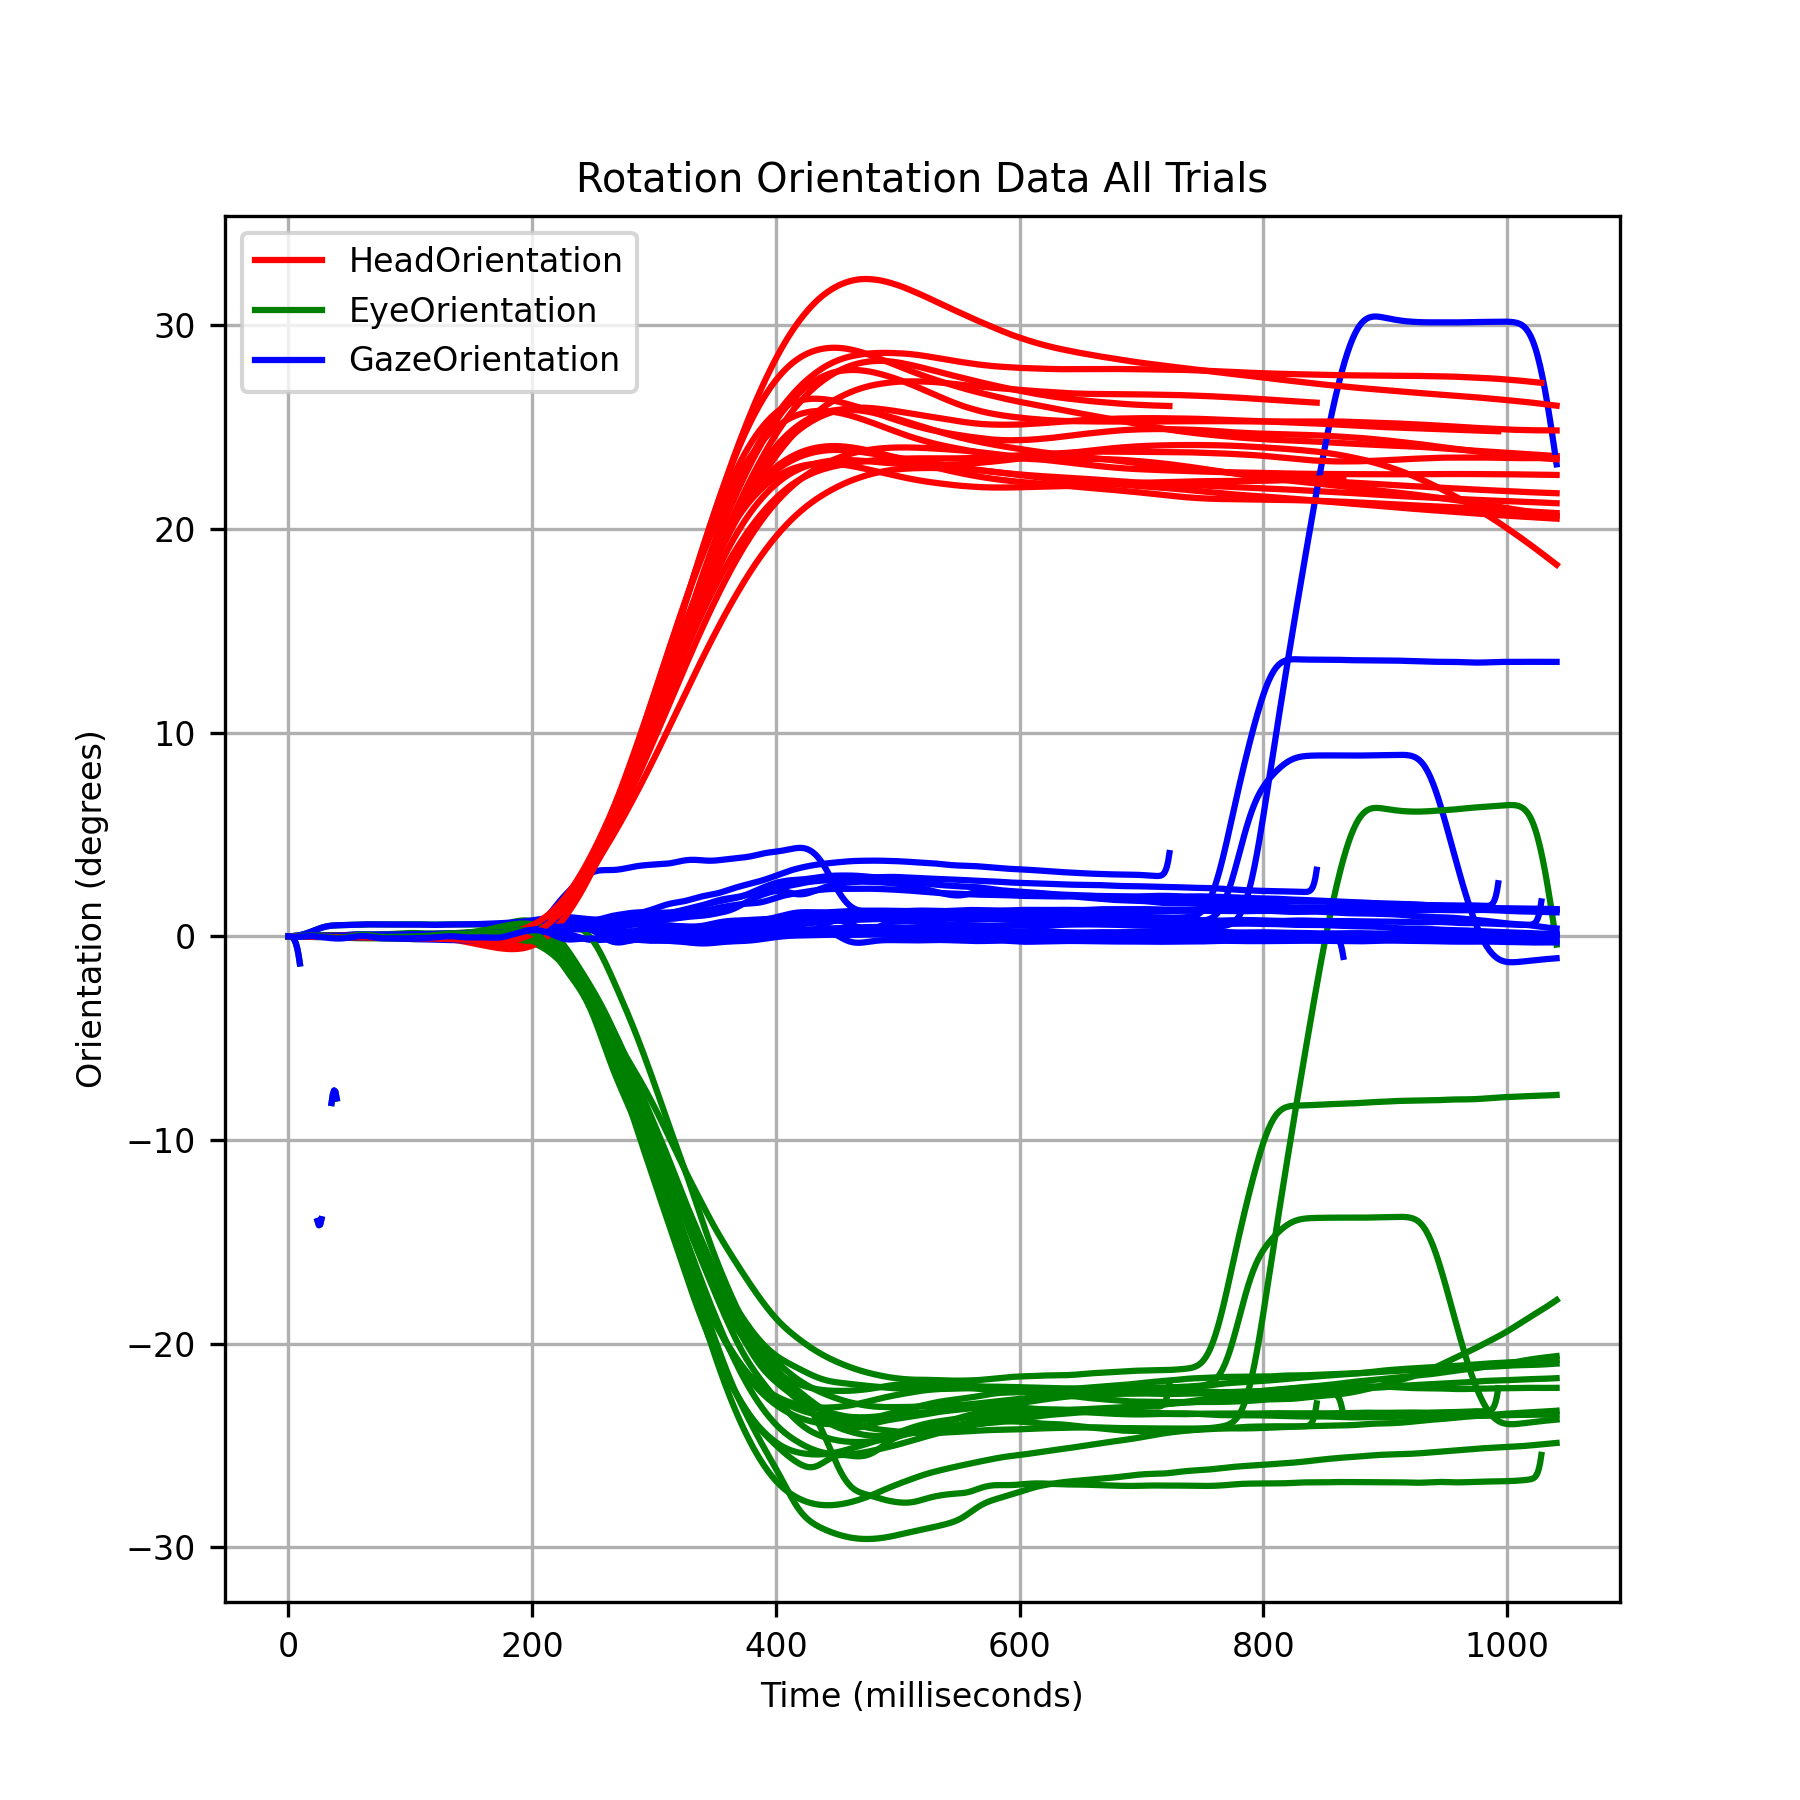 Rotation Orientation Data All Trials
HeadOrientation
EyeOrientation
GazeOrientation
30
20
10
0
−10
−20
−30
Orientation (degrees)
0 200 400 600 800 1000
Time (milliseconds)